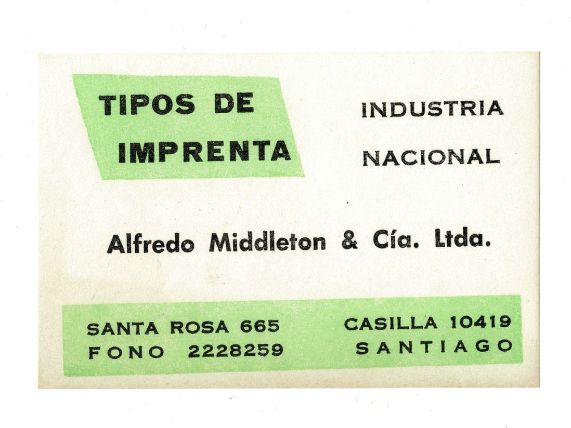 TIPOS DE
IMPRENTA
INDUSTRIA
NACIONAL
Alfredo Middleton & Cía. Ltda.
SANTA ROSA 665
FONO 2228259
CASILLA 10419
SANTIAGO